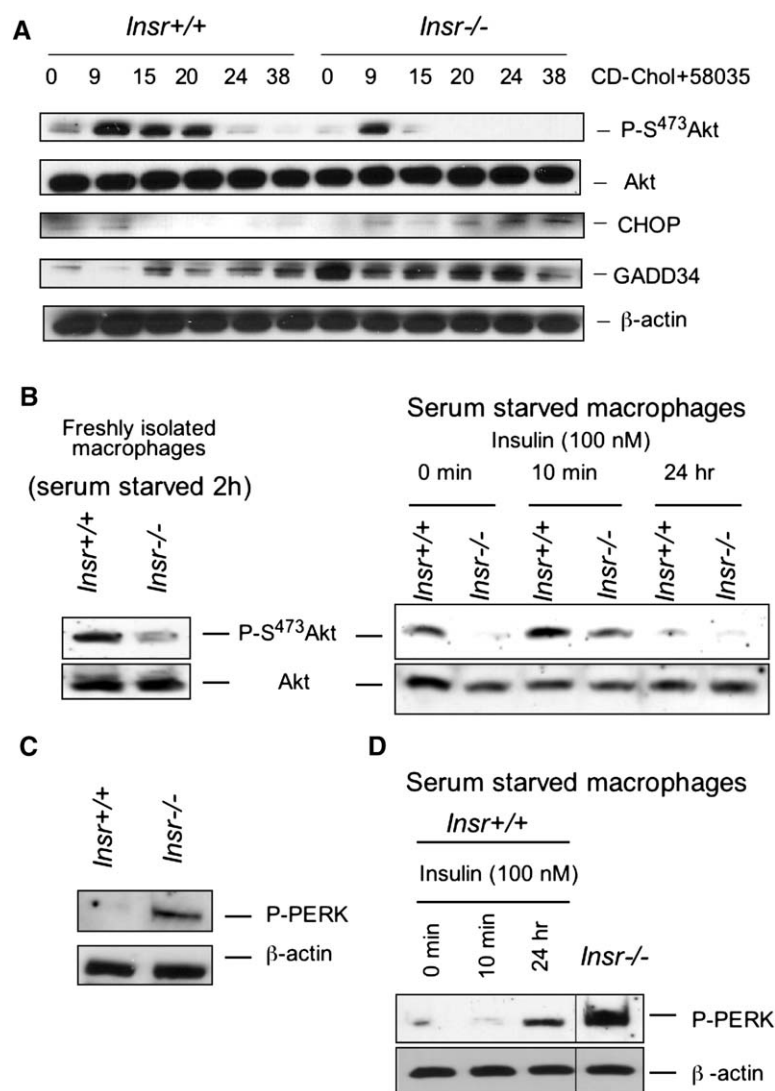 A
Insr+/+ Insr-/-
0 9 15 20 24 38 0 9 15 20 24 38 CD-Chol+58035
– P-S473Akt
– Akt
– CHOP
– GADD34
– β-actin
B
Freshly isolated
macrophages
(serum starved 2h)
Insr+/+ Insr-/-
Serum starved macrophages
Insulin (100 nM)
0 min 10 min 24 hr
Insr+/+ Insr-/- Insr+/+ Insr-/- Insr+/+ Insr-/-
— P-S473Akt —
— Akt —
C
Insr+/+ Insr-/-
— P-PERK
— β-actin
D
Serum starved macrophages
Insr+/+
Insulin (100 nM)
0 min 10 min 24 hr Insr-/-
— P-PERK
— β -actin